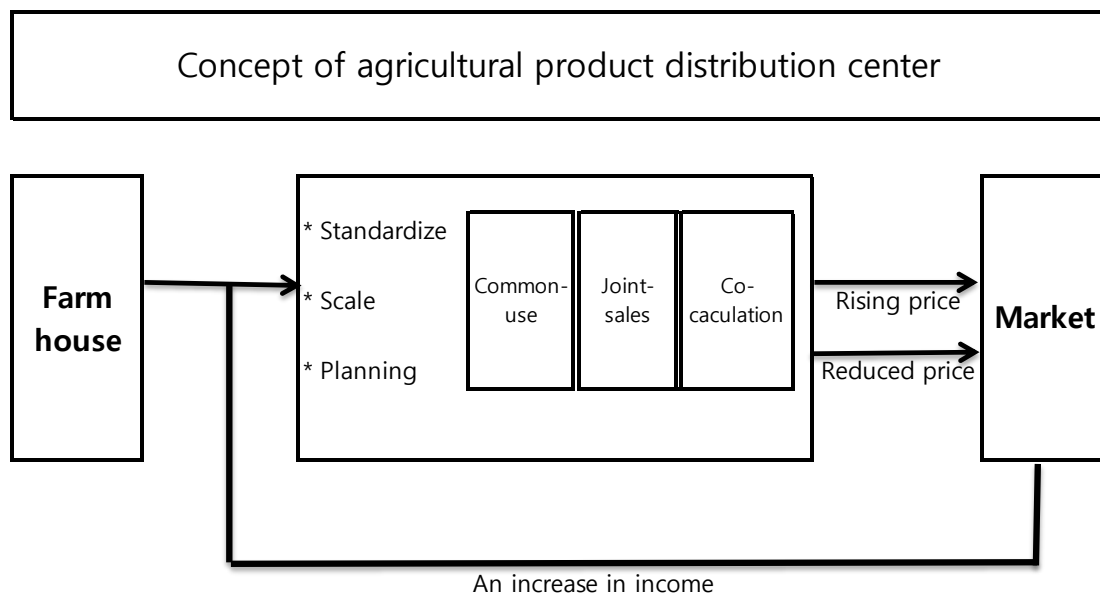 Concept of agricultural product distribution center
Farm
house
* Standardize
* Scale
* Planning
Common-
use
Joint-
sales
Co-
caculation
Rising price
Reduced price
Market
An increase in income